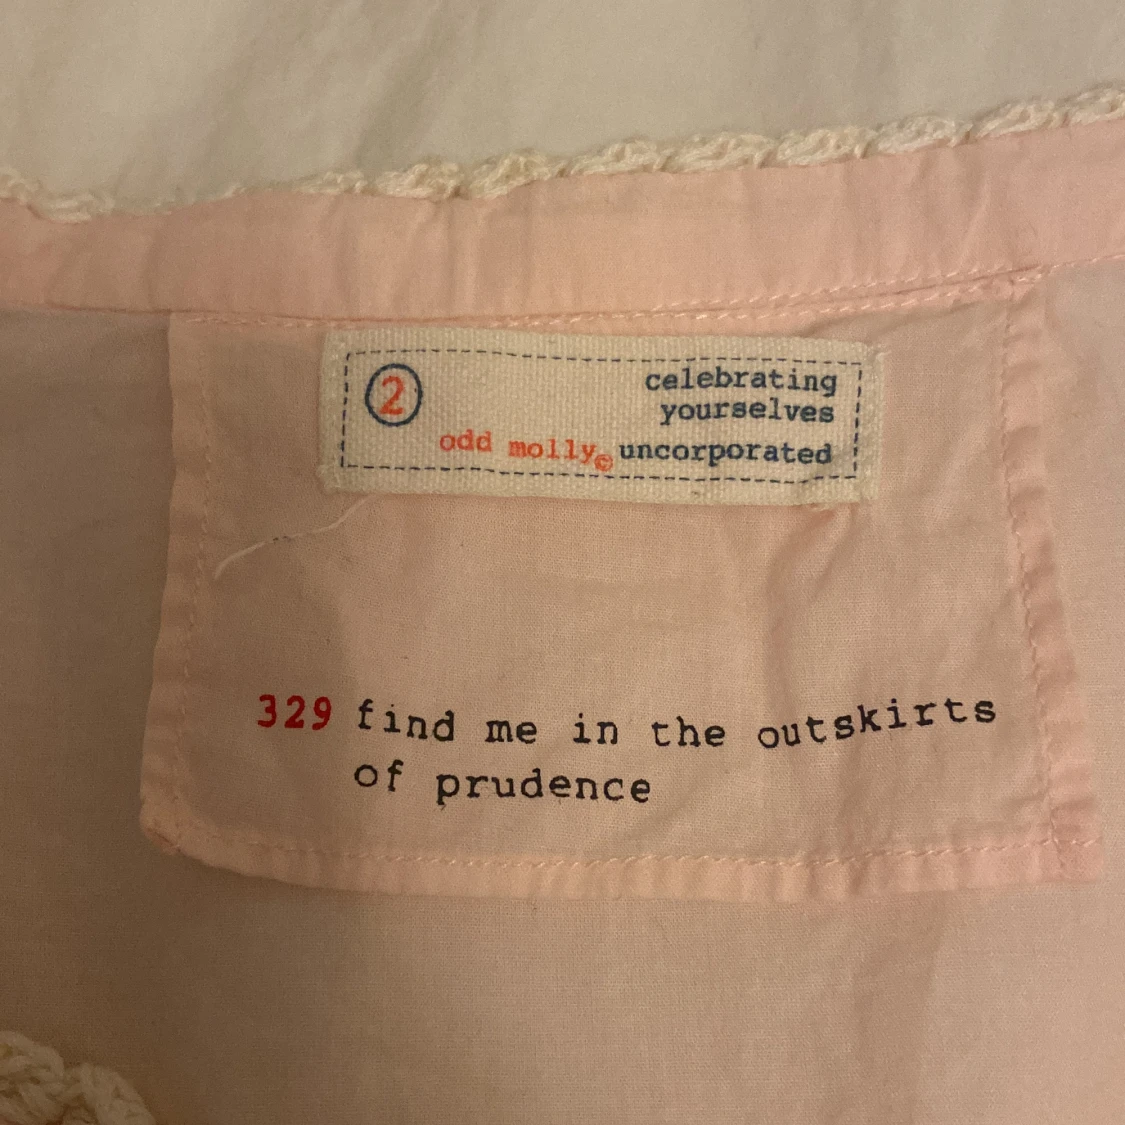 2
celebrating
yourselves
odd molly© uncorporated
329 find me in the outskirts
of prudence